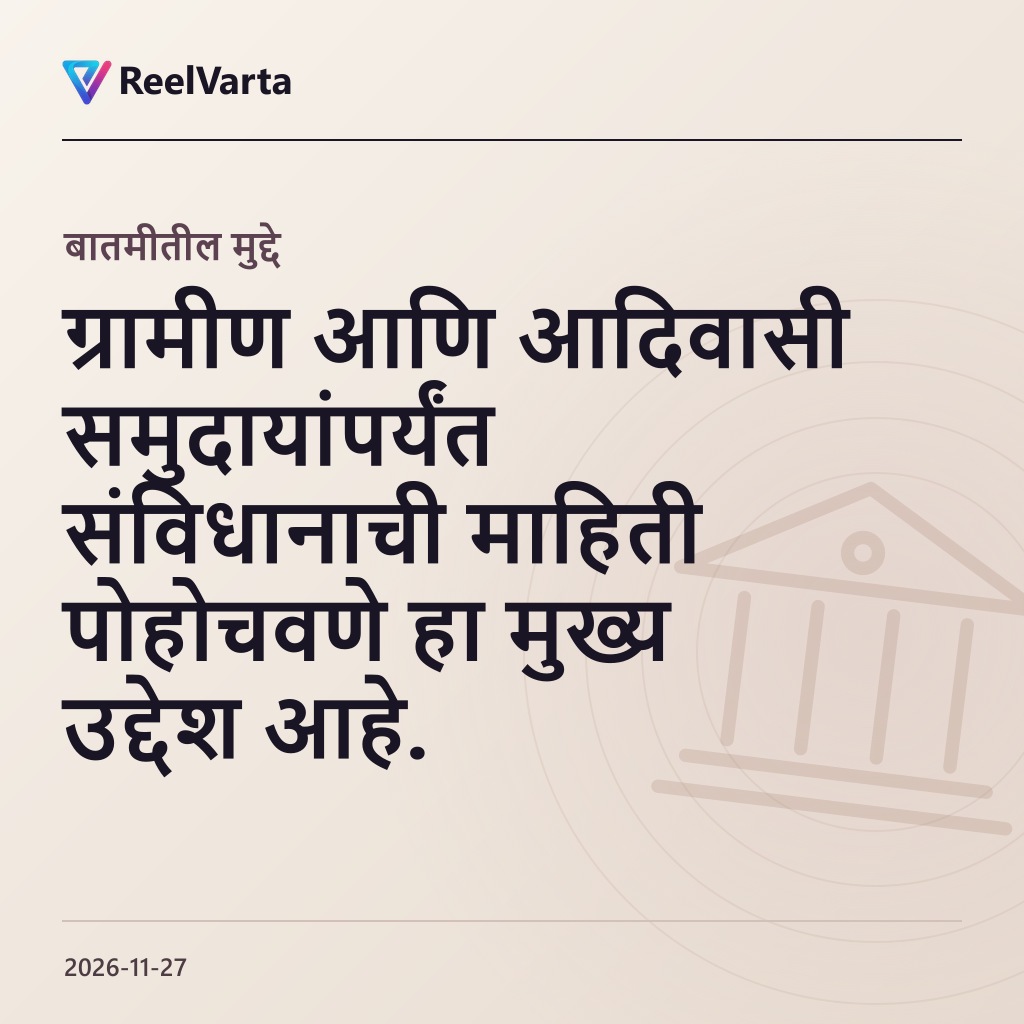 ReelVarta
बातमीतील मुद्दे
ग्रामीण आणि आदिवासी
समुदायांपर्यंत
संविधानाची माहिती
पोहोचवणे हा मुख्य
उद्देश आहे.
2026-11-27